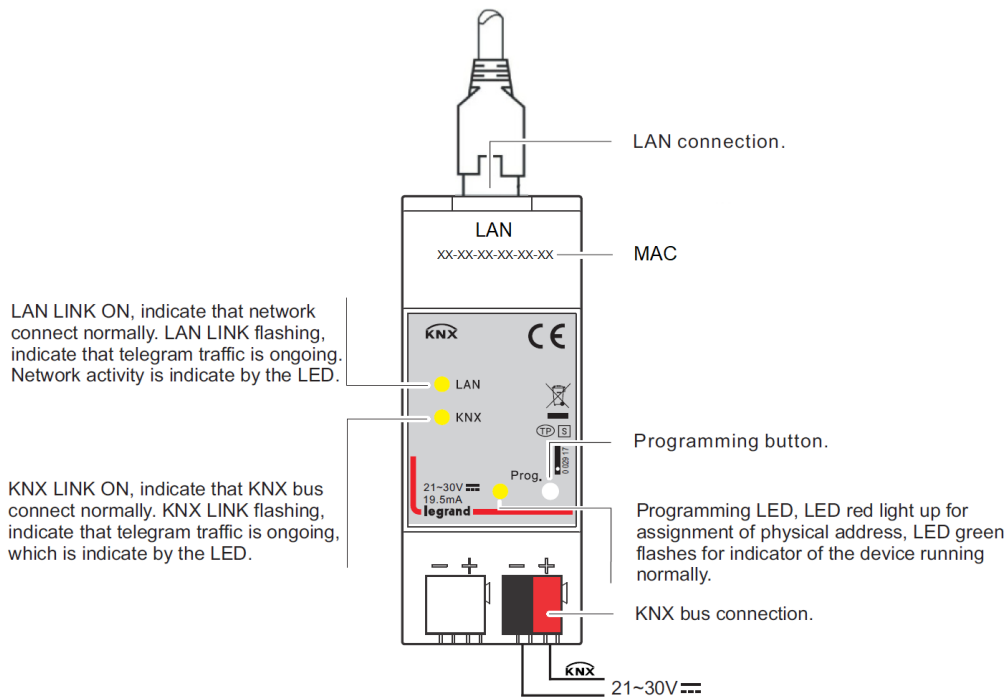 LAN connection.
LAN
XX-XX-XX-XX-XX-XX
MAC
LAN LINK ON, indicate that network
connect normally. LAN LINK flashing,
indicate that telegram traffic is ongoing.
Network activity is indicate by the LED.
KNX
CE
LAN
KNX
TP S
0 029 17
Programming button.
Prog.
KNX LINK ON, indicate that KNX bus
connect normally. KNX LINK flashing,
indicate that telegram traffic is ongoing,
which is indicate by the LED.
21~30V
19.5mA
legrand
Programming LED, LED red light up for
assignment of physical address, LED green
flashes for indicator of the device running
normally.
− + − +
KNX bus connection.
KNX
21~30V